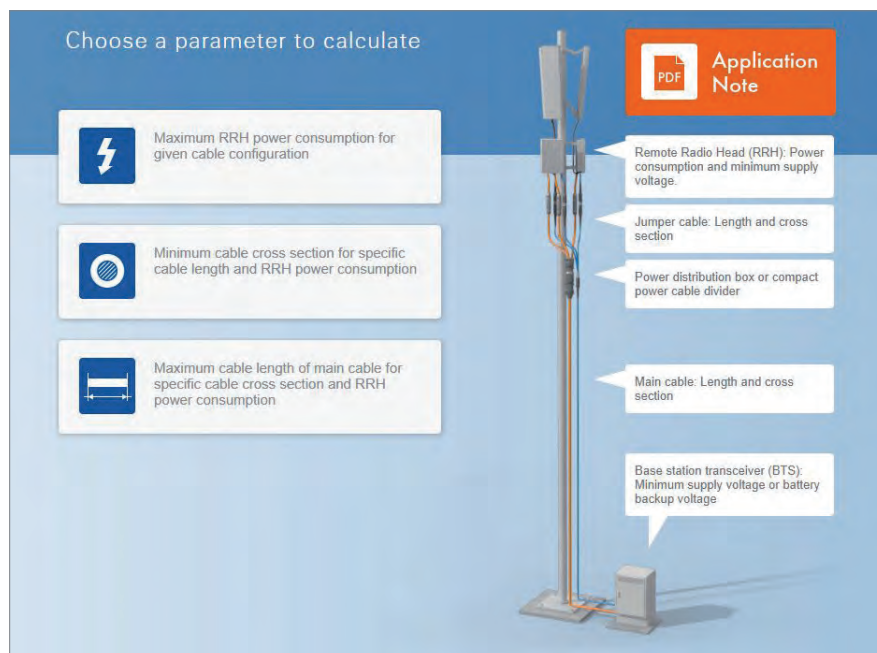 Choose a parameter to calculate
PDF
Application
Note
Maximum RRH power consumption for
given cable configuration
Minimum cable cross section for specific
cable length and RRH power consumption
Maximum cable length of main cable for
specific cable cross section and RRH
power consumption
Remote Radio Head (RRH): Power
consumption and minimum supply
voltage.
Jumper cable: Length and cross
section
Power distribution box or compact
power cable divider
Main cable: Length and cross
section
Base station transceiver (BTS):
Minimum supply voltage or battery
backup voltage